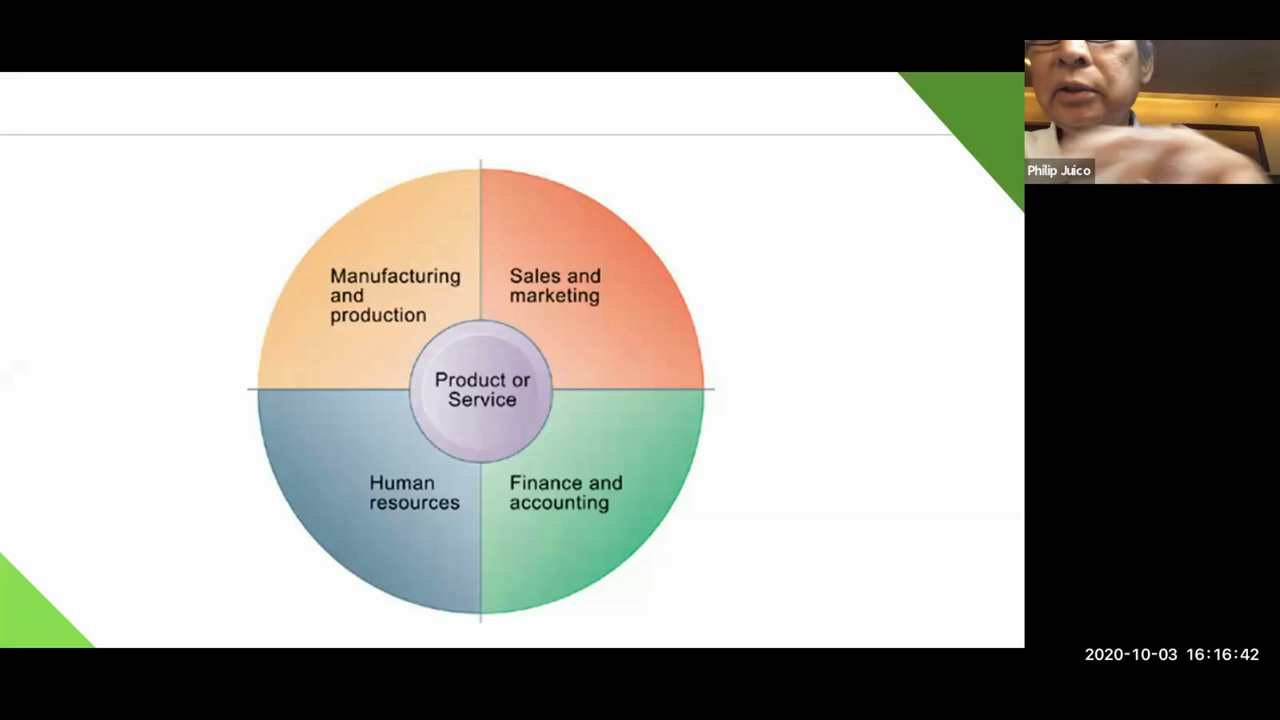 Manufacturing
and
production
Sales and
marketing
Product or
Service
Human
resources
Finance and
accounting
Philip Juico
2020-10-03 16:16:42